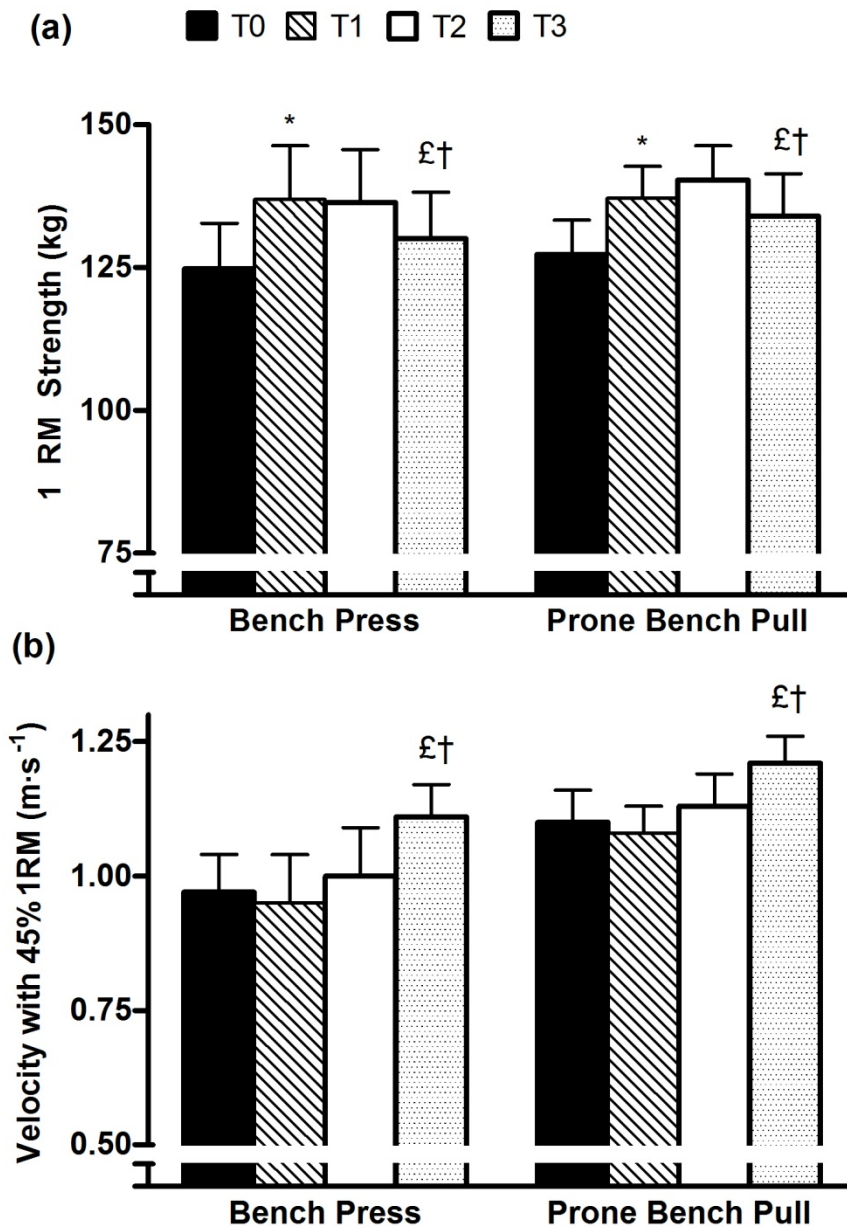 (a) T0 T1 T2 T3
150
* £† * £†
125
100
75
1 RM Strength (kg)
Bench Press Prone Bench Pull
(b)
£† £†
1.25
1.00
0.75
0.50
Velocity with 45% 1RM (m·s⁻¹)
Bench Press Prone Bench Pull